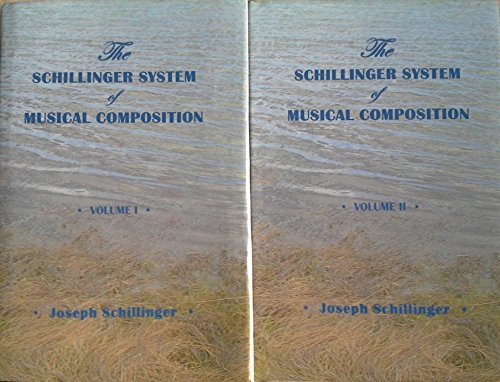 The
SCHILLINGER SYSTEM
of
MUSICAL COMPOSITION
• VOLUME I •
• Joseph Schillinger •
The
SCHILLINGER SYSTEM
of
MUSICAL COMPOSITION
• VOLUME II •
• Joseph Schillinger •